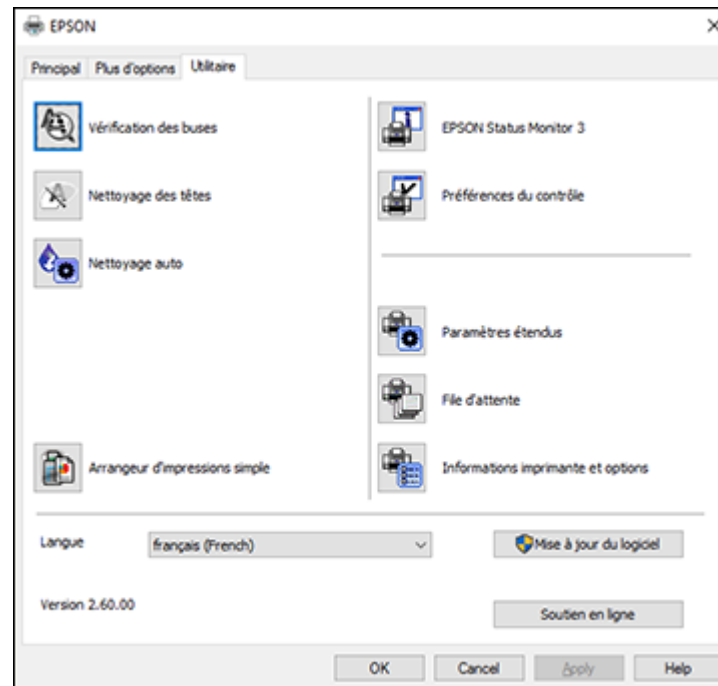 EPSON
Principal
Plus d'options
Utilitaire
Vérification des buses
Nettoyage des têtes
Nettoyage auto
Arrangeur d'impressions simple
EPSON Status Monitor 3
Préférences du contrôle
Paramètres étendus
File d'attente
Informations imprimante et options
Langue
français (French)
Mise à jour du logiciel
Version 2.60.00
Soutien en ligne
OK
Cancel
Apply
Help